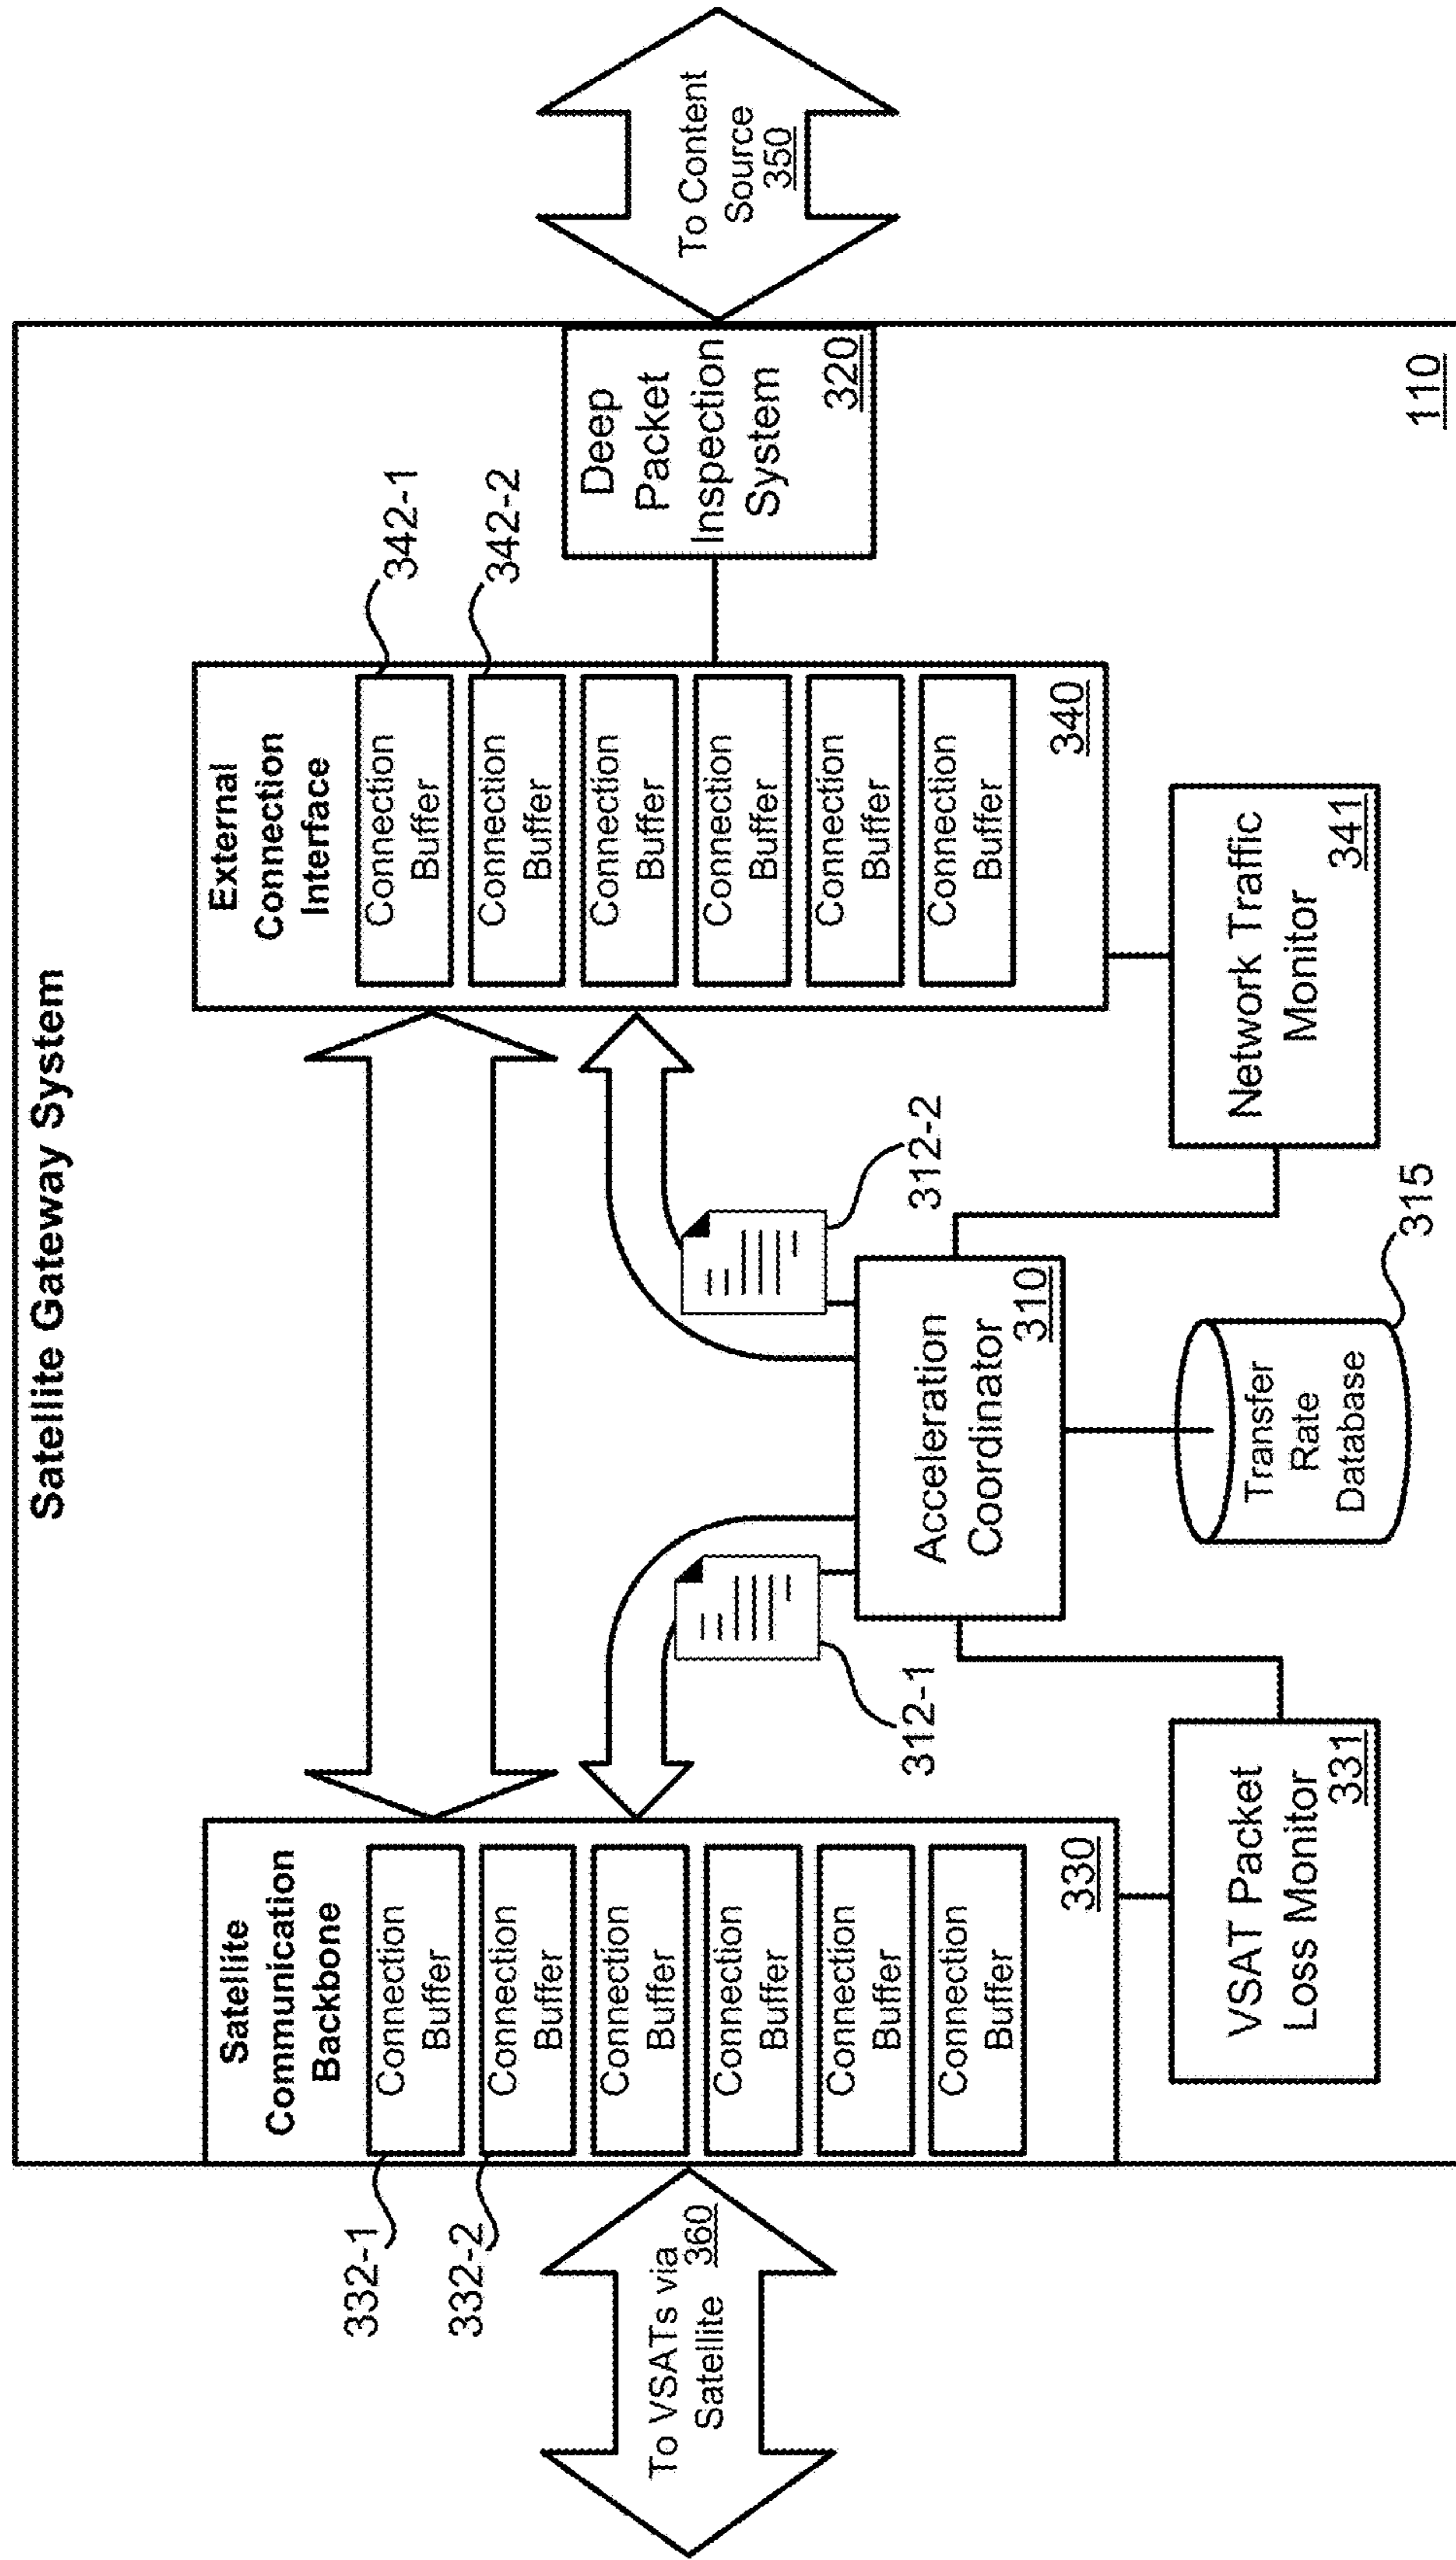 Satellite Gateway System
332-1
332-2
To VSATs via
Satellite 360
Satellite
Communication
Backbone
Connection
Buffer
Connection
Buffer
Connection
Buffer
Connection
Buffer
Connection
Buffer
Connection
Buffer
330
VSAT Packet
Loss Monitor
331
312-1
312-2
Acceleration
Coordinator
310
Transfer
Rate
Database
315
External
Connection
Interface
Connection
Buffer
Connection
Buffer
Connection
Buffer
Connection
Buffer
Connection
Buffer
Connection
Buffer
340
342-1
342-2
Network Traffic
Monitor
341
Deep
Packet
Inspection
System
320
To Content
Source
350
110